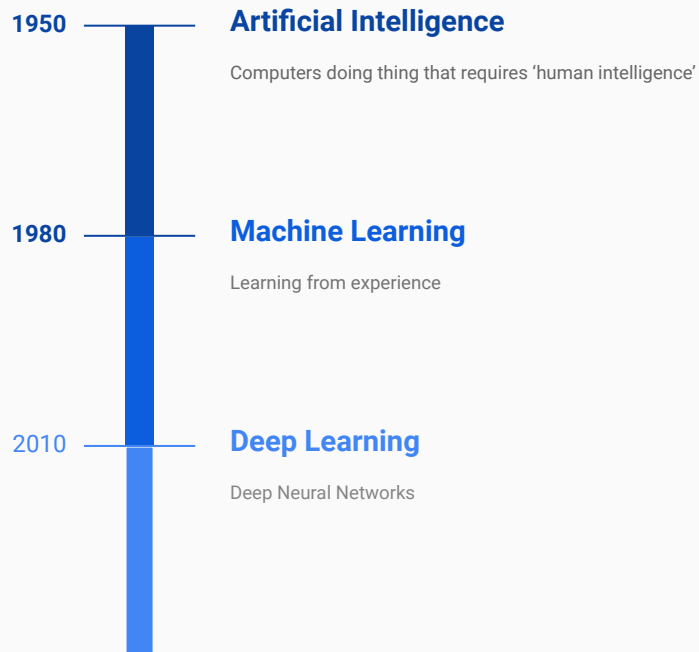 1950 Artificial Intelligence
Computers doing thing that requires ‘human intelligence’
1980 Machine Learning
Learning from experience
2010 Deep Learning
Deep Neural Networks